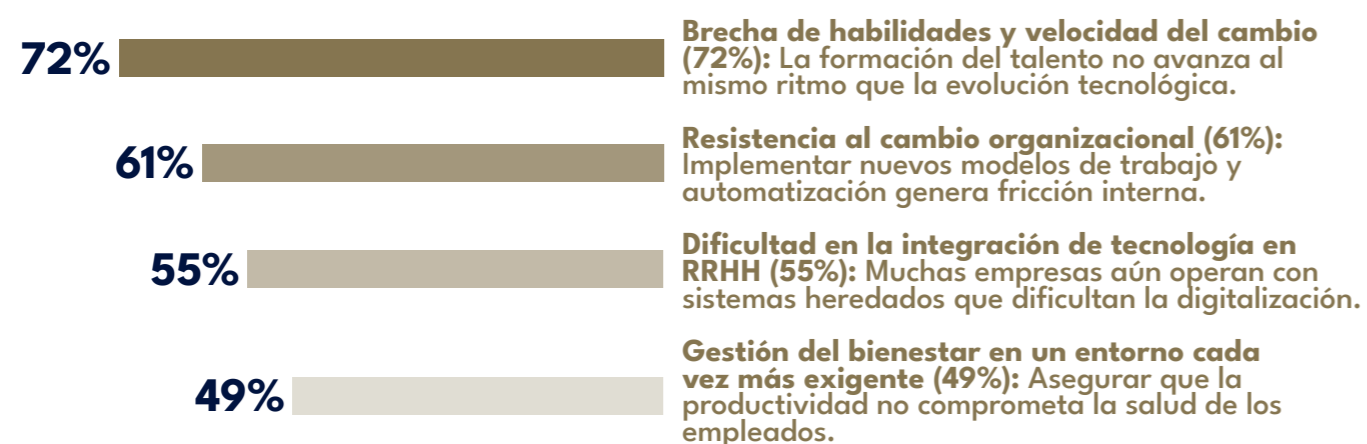 72%
Brecha de habilidades y velocidad del cambio
(72%): La formación del talento no avanza al
mismo ritmo que la evolución tecnológica.
61%
Resistencia al cambio organizacional (61%):
Implementar nuevos modelos de trabajo y
automatización genera fricción interna.
55%
Dificultad en la integración de tecnología en
RRHH (55%): Muchas empresas aún operan con
sistemas heredados que dificultan la digitalización.
49%
Gestión del bienestar en un entorno cada
vez más exigente (49%): Asegurar que la
productividad no comprometa la salud de los
empleados.